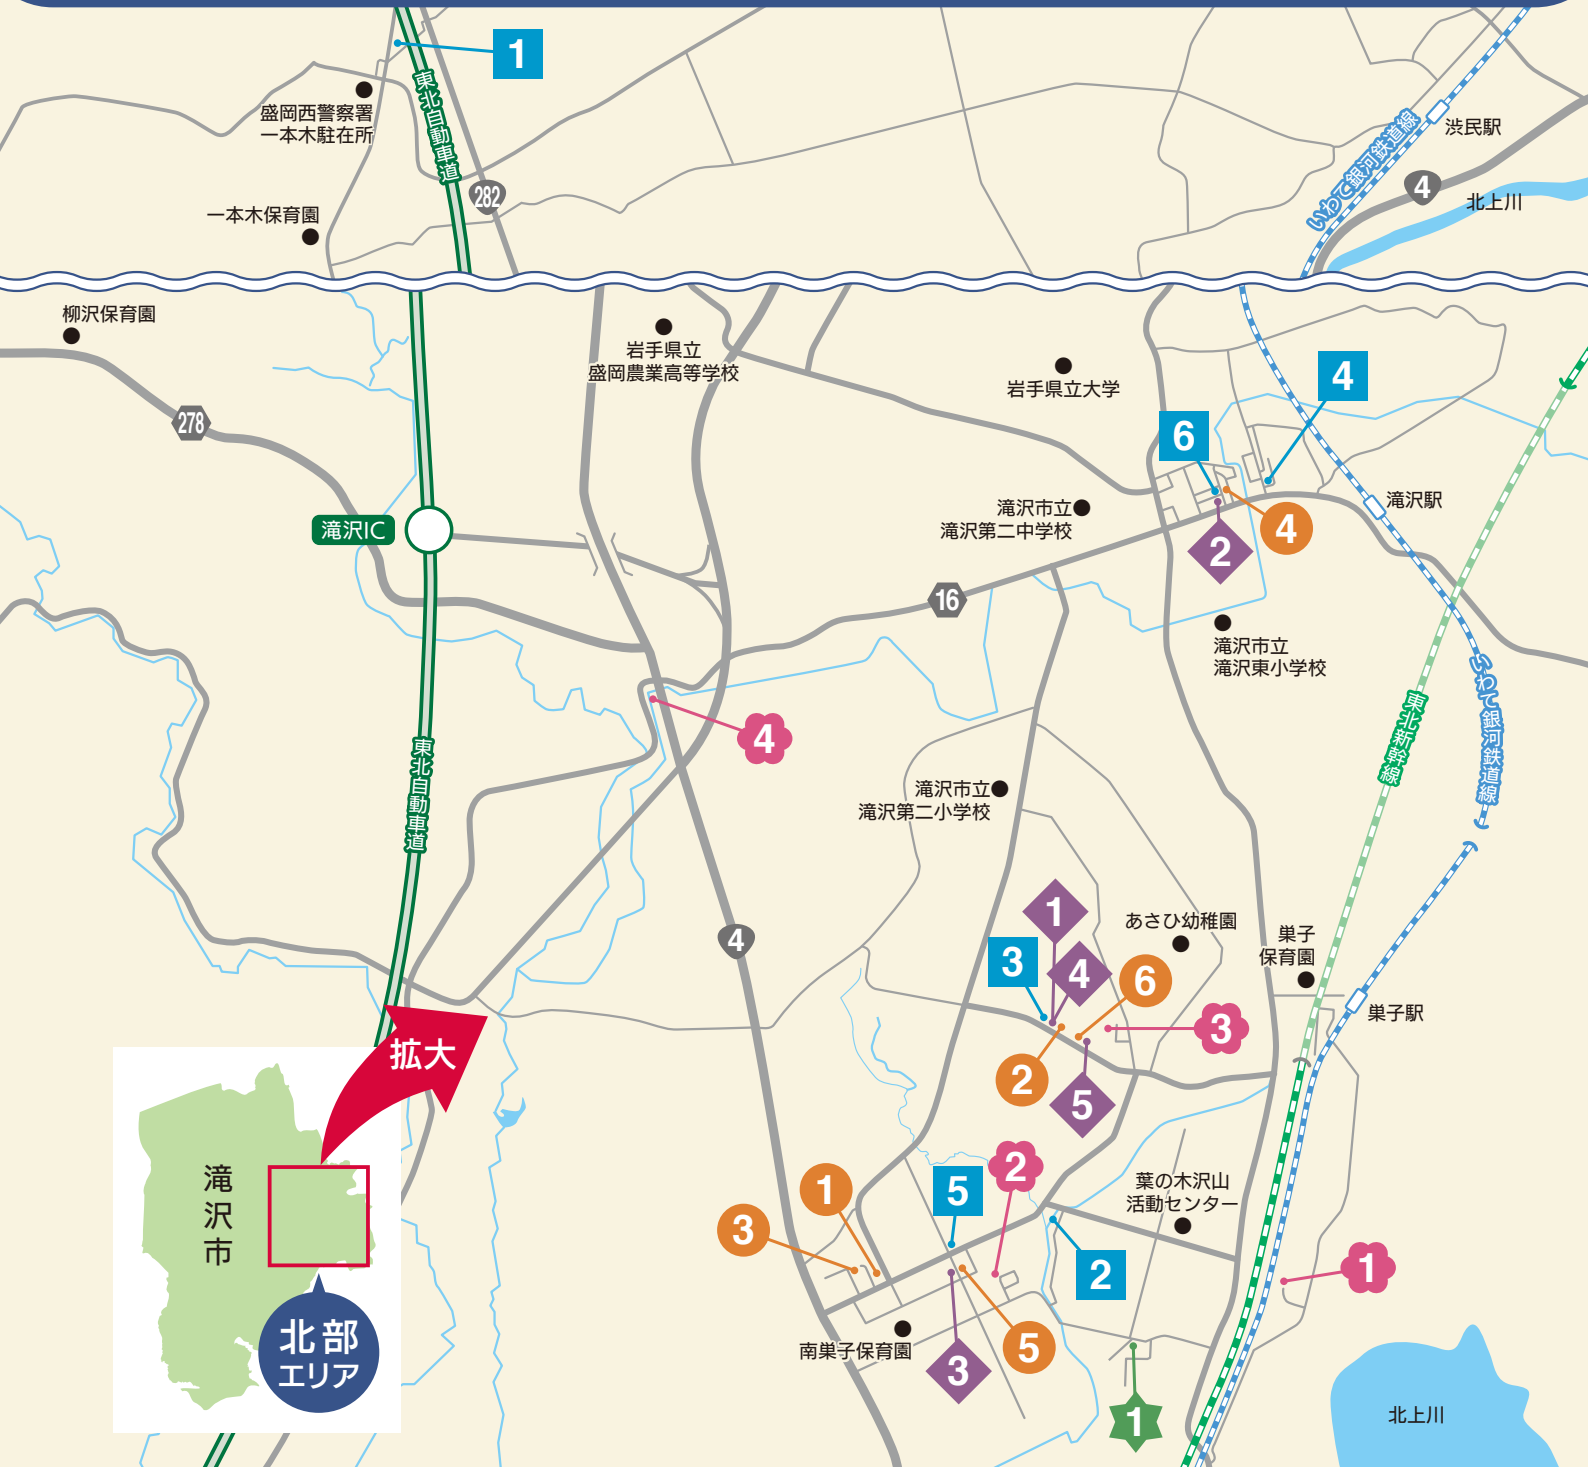 1
東北自動車道
盛岡西警察署
一本木駐在所
282
一本木保育園
渋民駅
いわて銀河鉄道線
4
北上川
柳沢保育園
278
岩手県立
盛岡農業高等学校
岩手県立大学
4
6
滝沢駅
滝沢IC
滝沢市立
滝沢第二中学校
4
2
16
滝沢市立
滝沢東小学校
いわて銀河鉄道線
東北新幹線
4
東北自動車道
滝沢市立
滝沢第二小学校
1
あさひ幼稚園
4
3
4
6
巣子
保育園
巣子駅
3
2
5
拡大
滝沢市
北部
エリア
2
葉の木沢山
活動センター
1
3
5
2
1
南巣子保育園
3
5
1
北上川